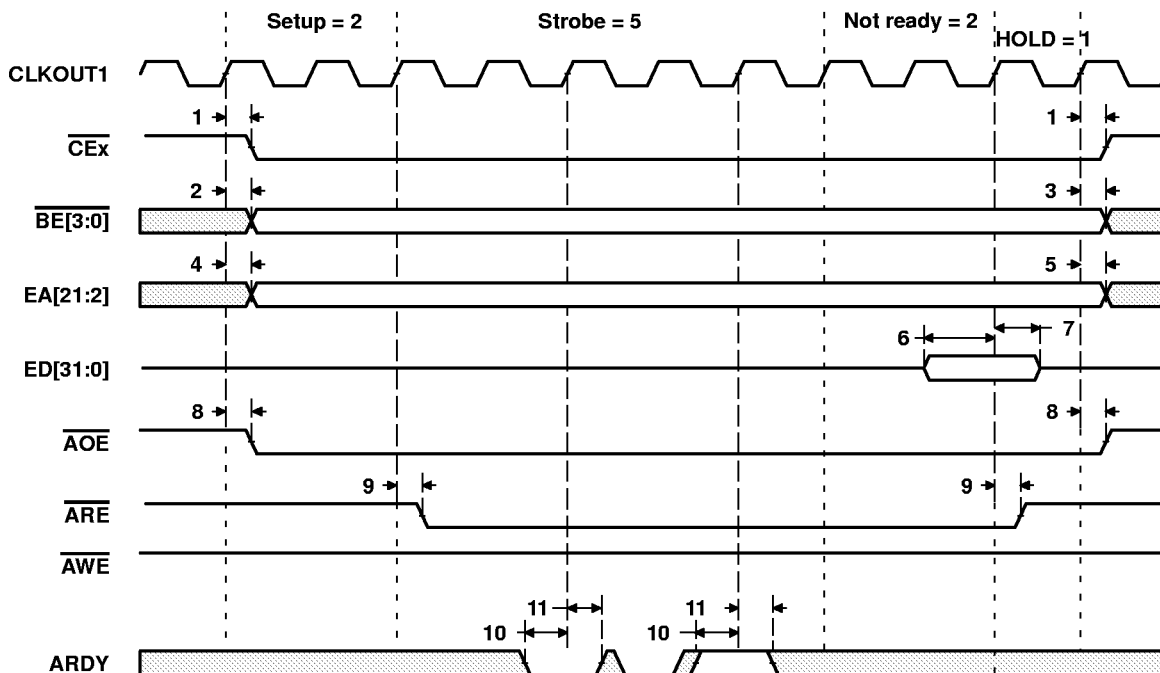 Setup = 2 Strobe = 5 Not ready = 2
HOLD = 1
CLKOUT1
1 1
CEx
2 3
BE[3:0]
4 5
EA[21:2]
6 7
ED[31:0]
8 8
AOE
9 9
ARE
AWE
11 11
10 10
ARDY